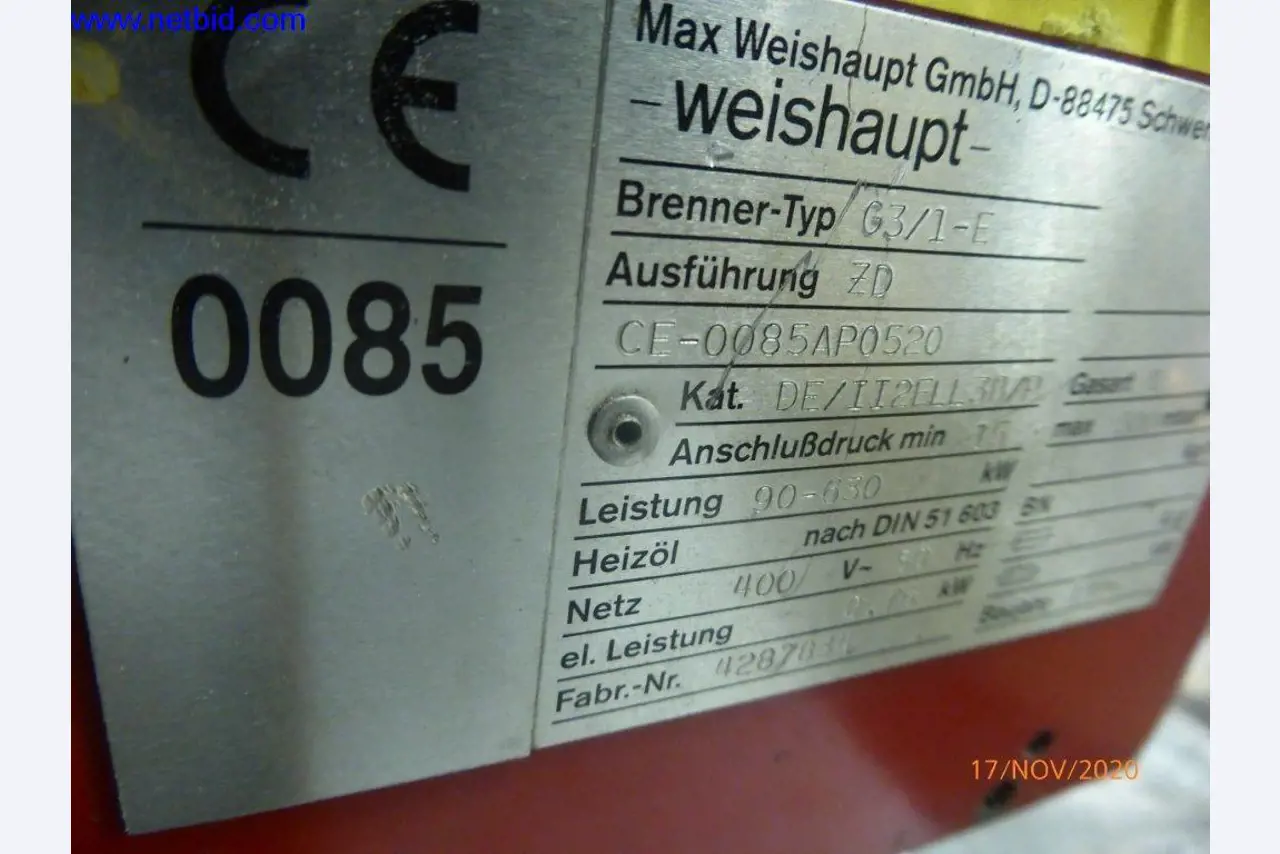 www.netbid.com
CE
0085
Max Weishaupt GmbH, D-88475
-weishaupt-
Brenner-Typ G3/1-E
Ausführung ZD
CE-0085AP0520
Kat. DE/II2ELL3B/P Gasart
Anschlußdruck min 15 max
Leistung 90-630 kW
Heizöl nach DIN 51 603
Netz 400/ V~ 50 Hz
el. Leistung kW
Fabr.-Nr.
17/NOV/2020